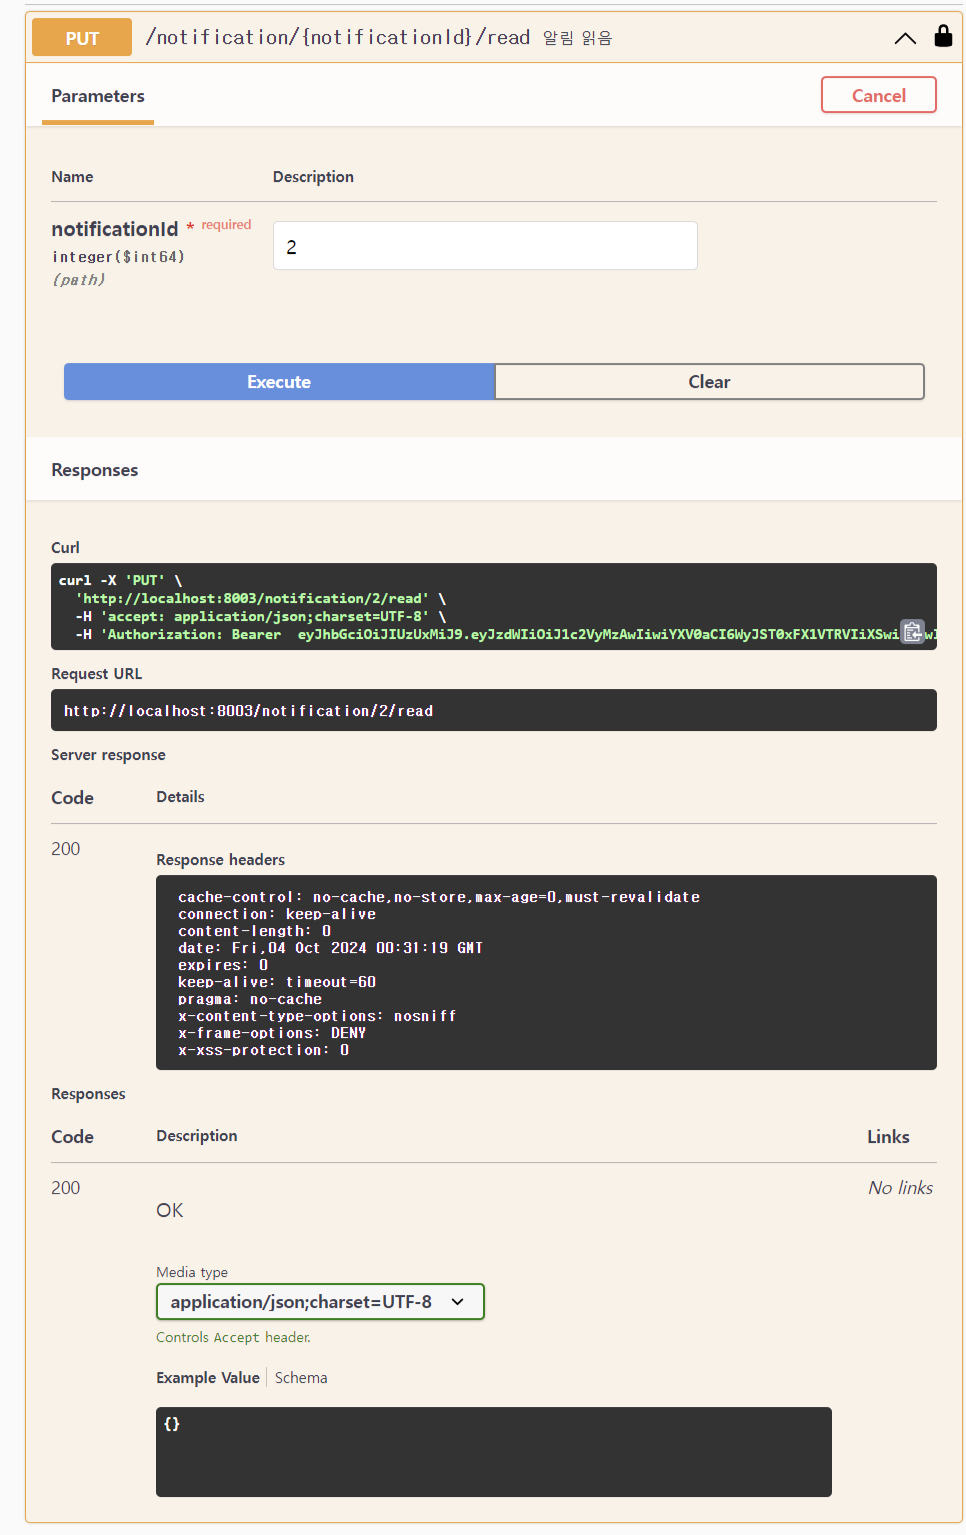 PUT /notification/{notificationId}/read 알림 읽음
Parameters
Cancel
Name Description
notificationId * required
integer($int64)
(path)
2
Execute Clear
Responses
Curl
curl -X 'PUT' \
'http://localhost:8003/notification/2/read' \
-H 'accept: application/json;charset=UTF-8' \
-H 'Authorization: Bearer eyJhbGciOiJIUzUxMiJ9.eyJzdWIiOiJ1c2VyMzAwIiwiYXV0aCI6WyJST0xFX1VTRVIiXSwi
Request URL
http://localhost:8003/notification/2/read
Server response
Code Details
200
Response headers
cache-control: no-cache,no-store,max-age=0,must-revalidate
connection: keep-alive
content-length: 0
date: Fri,04 Oct 2024 00:31:19 GMT
expires: 0
keep-alive: timeout=60
pragma: no-cache
x-content-type-options: nosniff
x-frame-options: DENY
x-xss-protection: 0
Responses
Code Description Links
200 No links
OK
Media type
application/json;charset=UTF-8
Controls Accept header.
Example Value Schema
{}